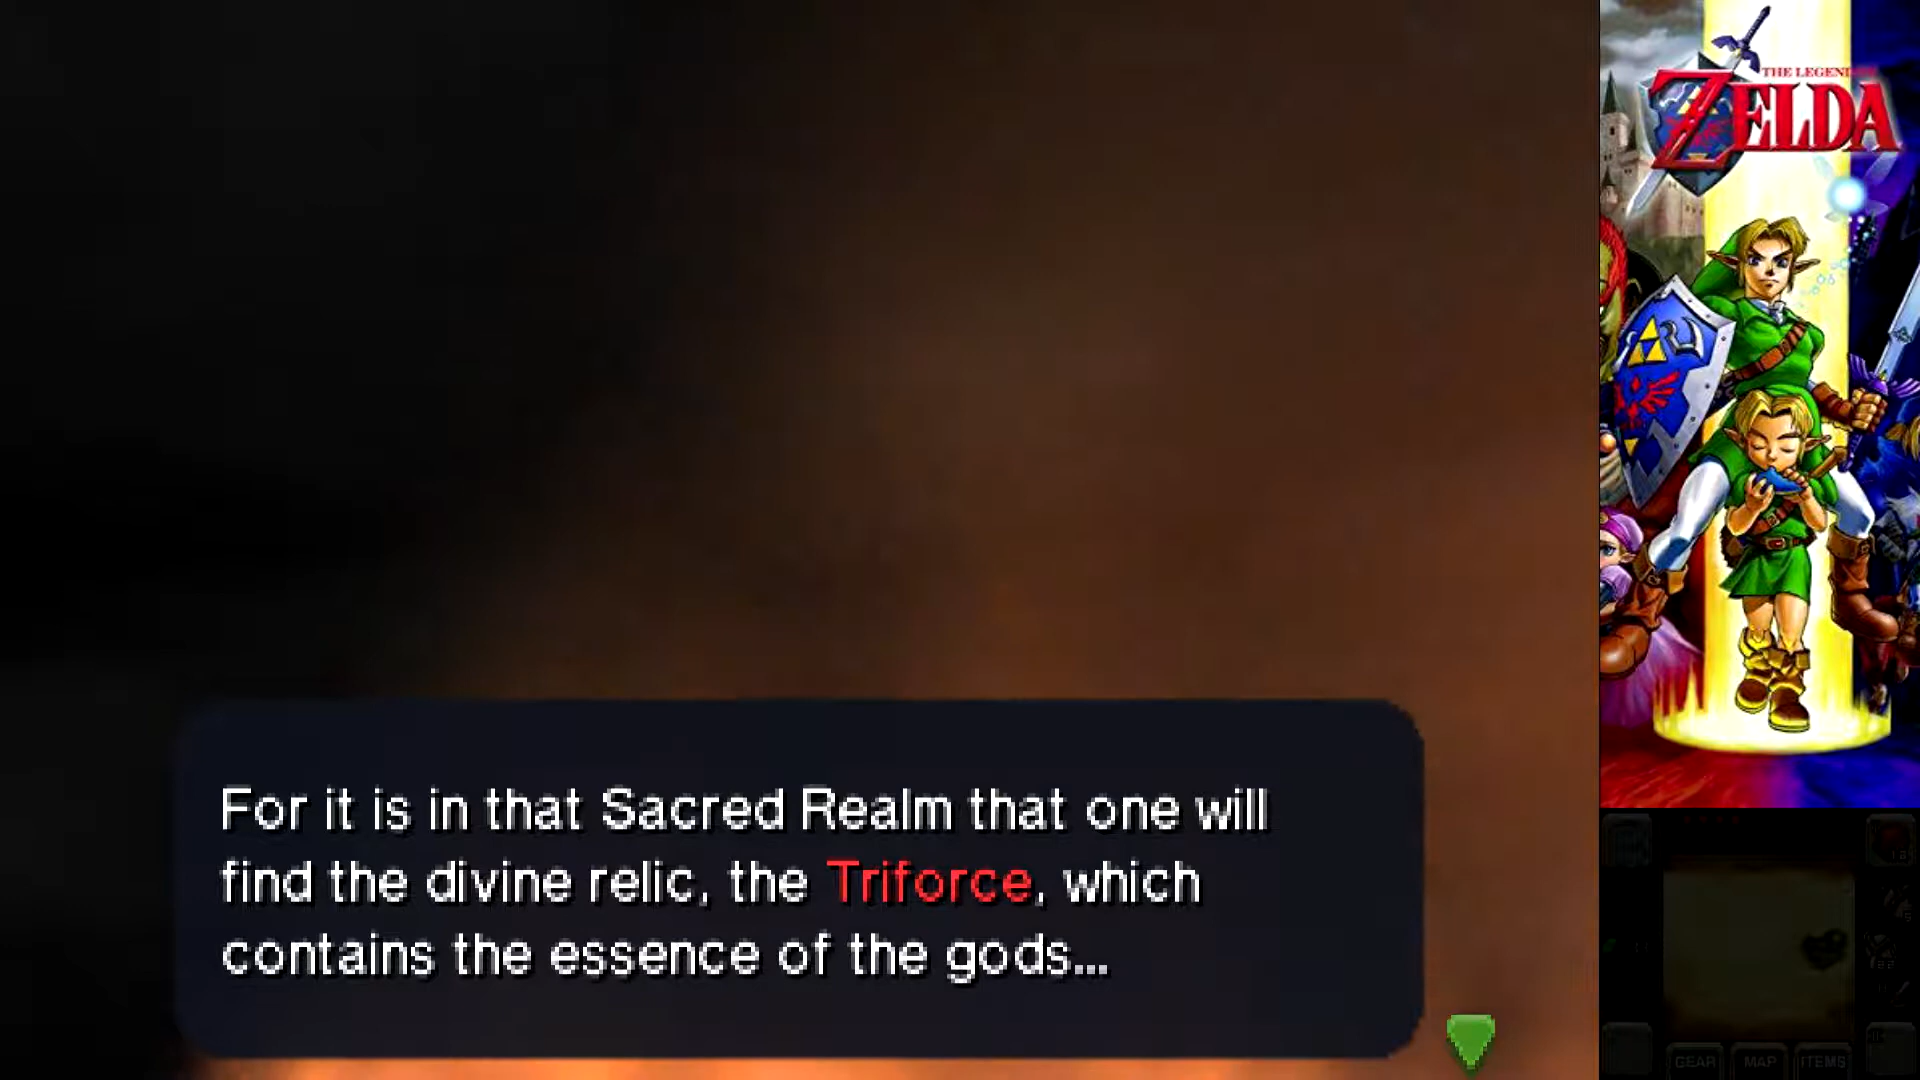 For it is in that Sacred Realm that one will
find the divine relic, the Triforce, which
contains the essence of the gods...
THE LEGEND
ZELDA
GEAR
MAP
ITEMS